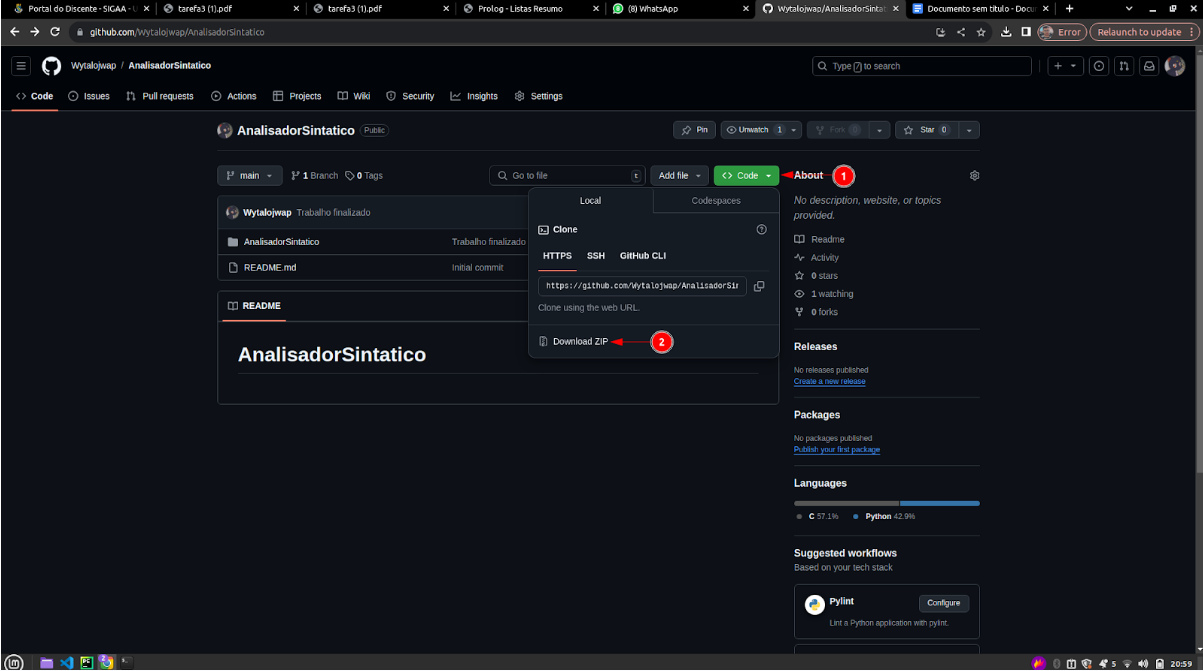 Portal do Discente - SIGAA - U
tarefa3 (1).pdf
tarefa3 (1).pdf
Prolog - Listas Resumo
(8) WhatsApp
Wytalojwap/AnalisadorSintat
Documento sem título - Docu
github.com/Wytalojwap/AnalisadorSintatico
Error
Relaunch to update
Wytalojwap / AnalisadorSintatico
Type / to search
Code
Issues
Pull requests
Actions
Projects
Wiki
Security
Insights
Settings
AnalisadorSintatico
Public
Pin
Unwatch 1
Fork 0
Star 0
main
1 Branch
0 Tags
Go to file
t
Add file
Code
1
About
Local
Codespaces
No description, website, or topics
provided.
Wytalojwap Trabalho finalizado
Clone
AnalisadorSintatico
Trabalho finalizado
HTTPS
SSH
GitHub CLI
README.md
Initial commit
https://github.com/Wytalojwap/AnalisadorSin
Clone using the web URL.
Download ZIP
2
README
AnalisadorSintatico
Readme
Activity
0 stars
1 watching
0 forks
Releases
No releases published
Create a new release
Packages
No packages published
Publish your first package
Languages
C 57.1%
Python 42.9%
Suggested workflows
Based on your tech stack
Pylint
Configure
Lint a Python application with pylint.
5
20:59